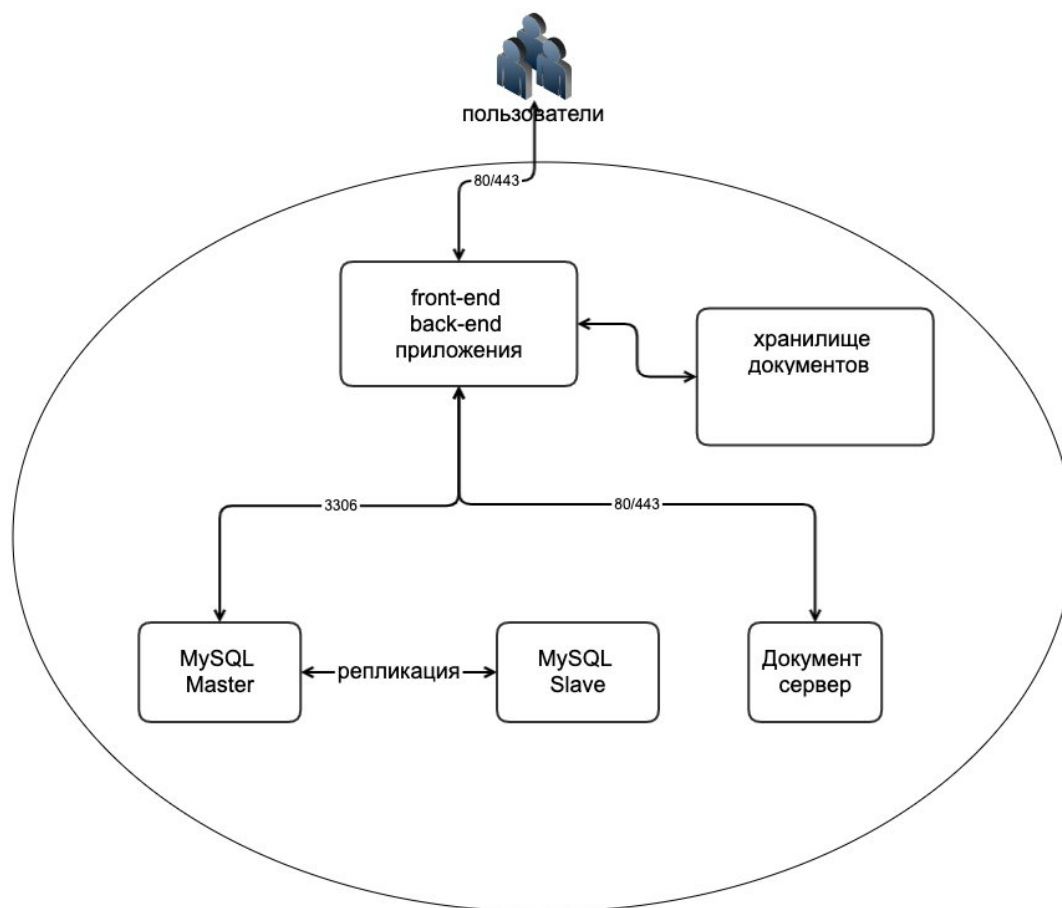 пользователи
80/443
front-end
back-end
приложения
хранилище
документов
3306
80/443
MySQL
Master
репликация
MySQL
Slave
Документ
сервер